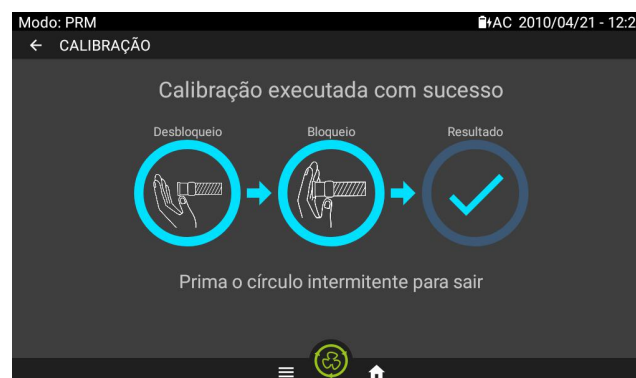 Modo: PRM
AC 2010/04/21 - 12:2
CALIBRAÇÃO
Calibração executada com sucesso
Desbloqueio
Bloqueio
Resultado
Prima o círculo intermitente para sair